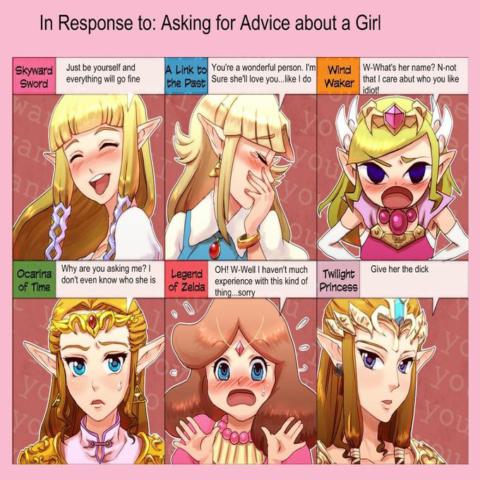 In Response to: Asking for Advice about a Girl
Skyward
Sword
Just be yourself and
everything will go fine
A Link to
the Past
You're a wonderful person. I'm
Sure she'll love you...like I do
Wind
Waker
W-What's her name? N-not
that I care abut who you like
idiot!
Ocarina
of Time
Why are you asking me? I
don't even know who she is
Legend
of Zelda
OH! W-Well I haven't much
experience with this kind of
thing...sorry
Twilight
Princess
Give her the dick